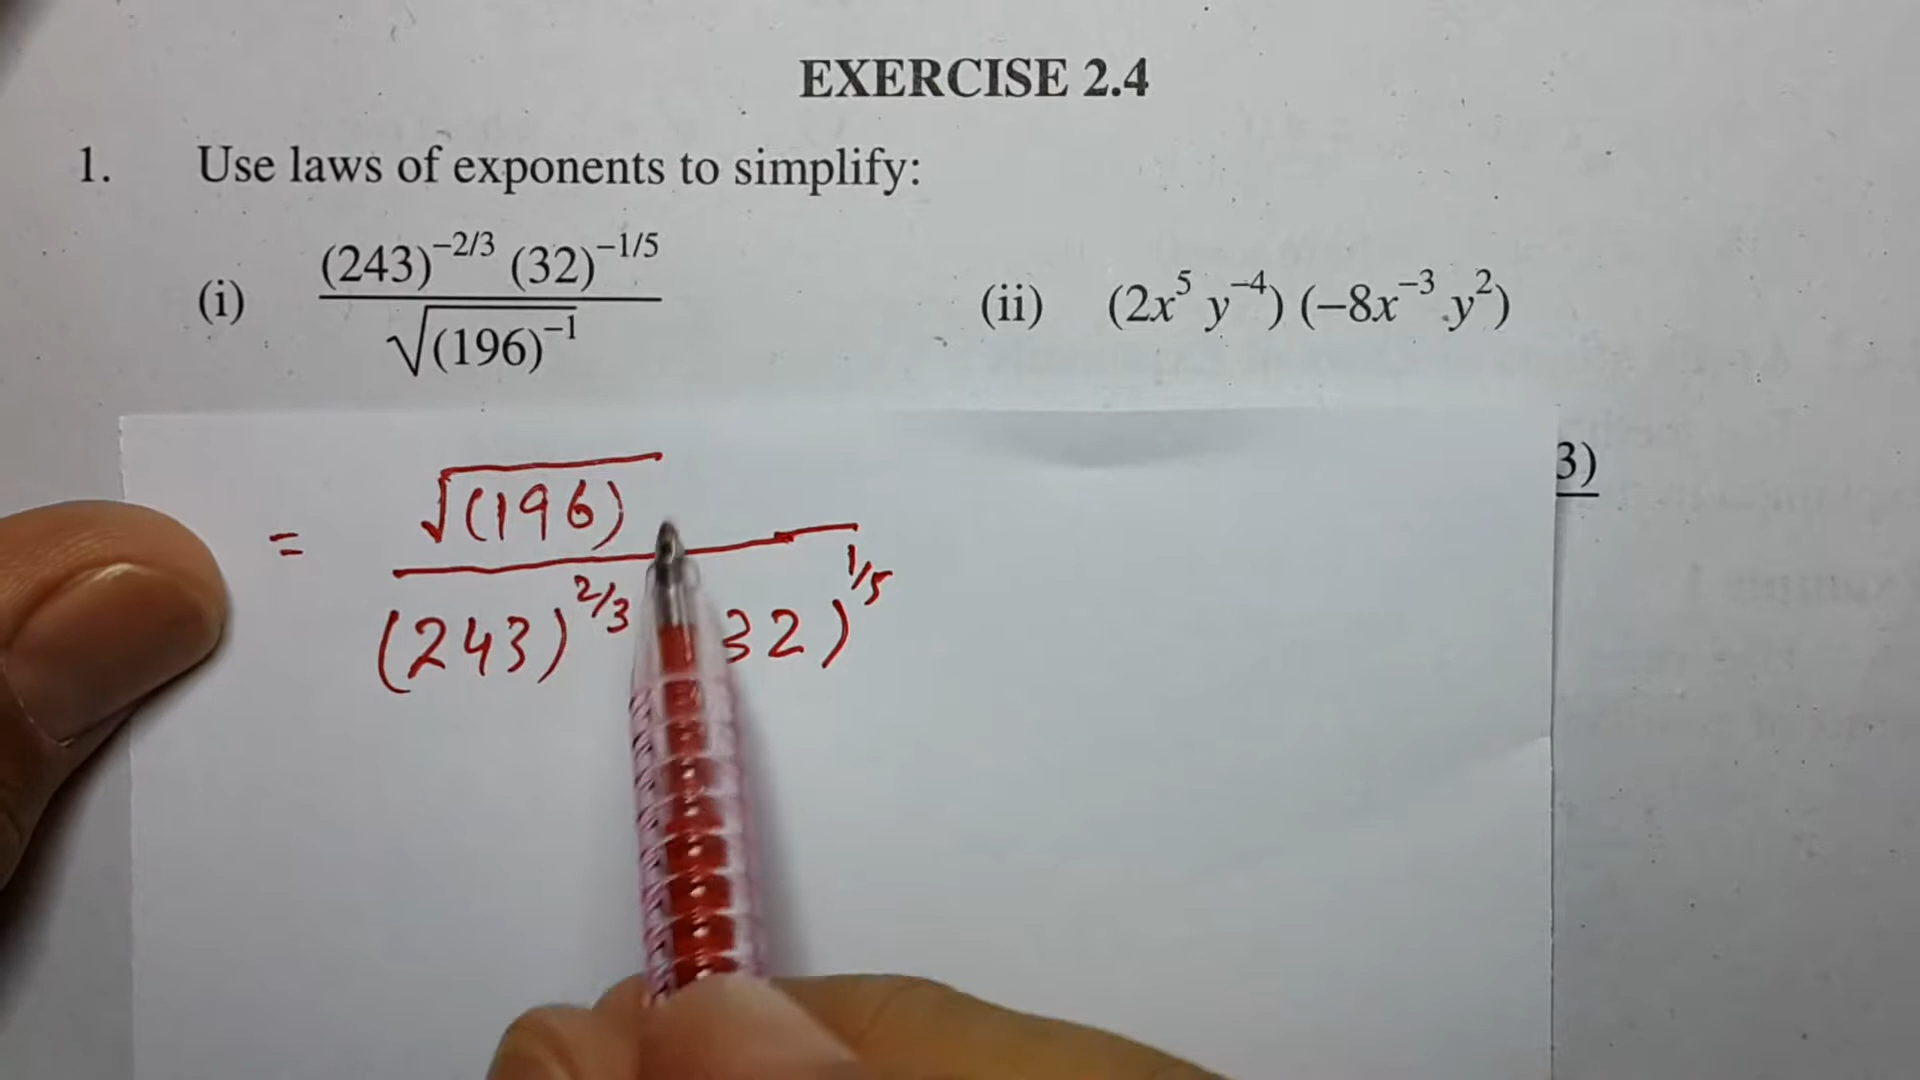 EXERCISE 2.4
1. Use laws of exponents to simplify:
(i) (243)^{-2/3} (32)^{-1/5} / √(196)^{-1}
(ii) (2x^5 y^{-4}) (-8x^{-3} y^2)
3)
= √(196) / (243)^{2/3} 32)^{1/5}